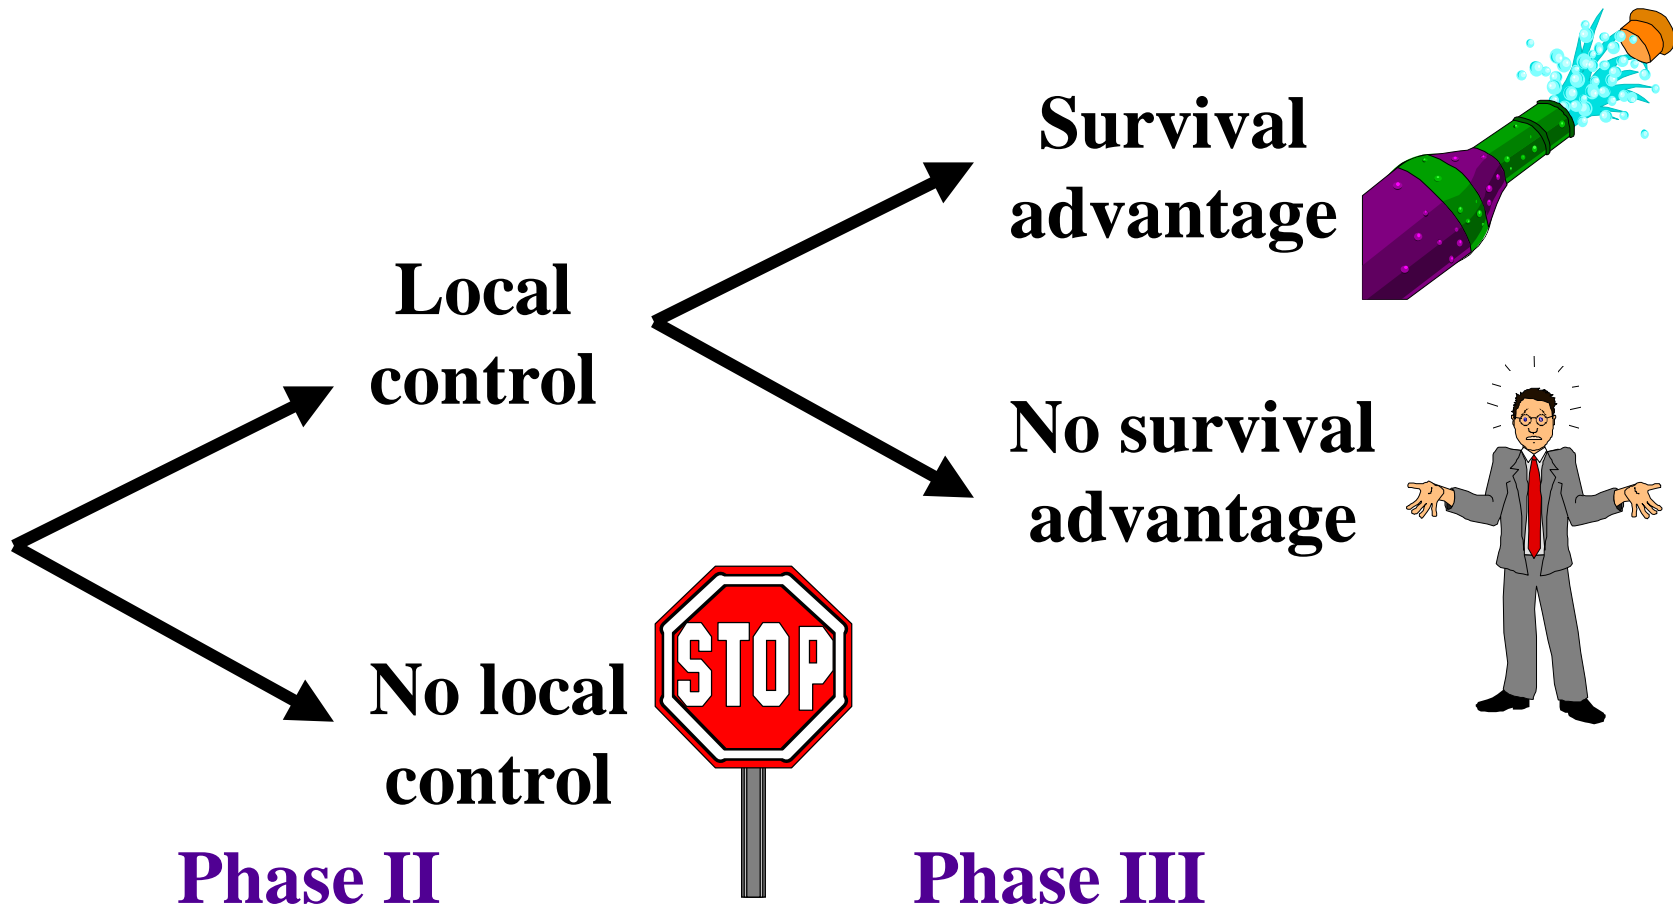 Survival
advantage
Local
control
No survival
advantage
STOP
No local
control
Phase II
Phase III